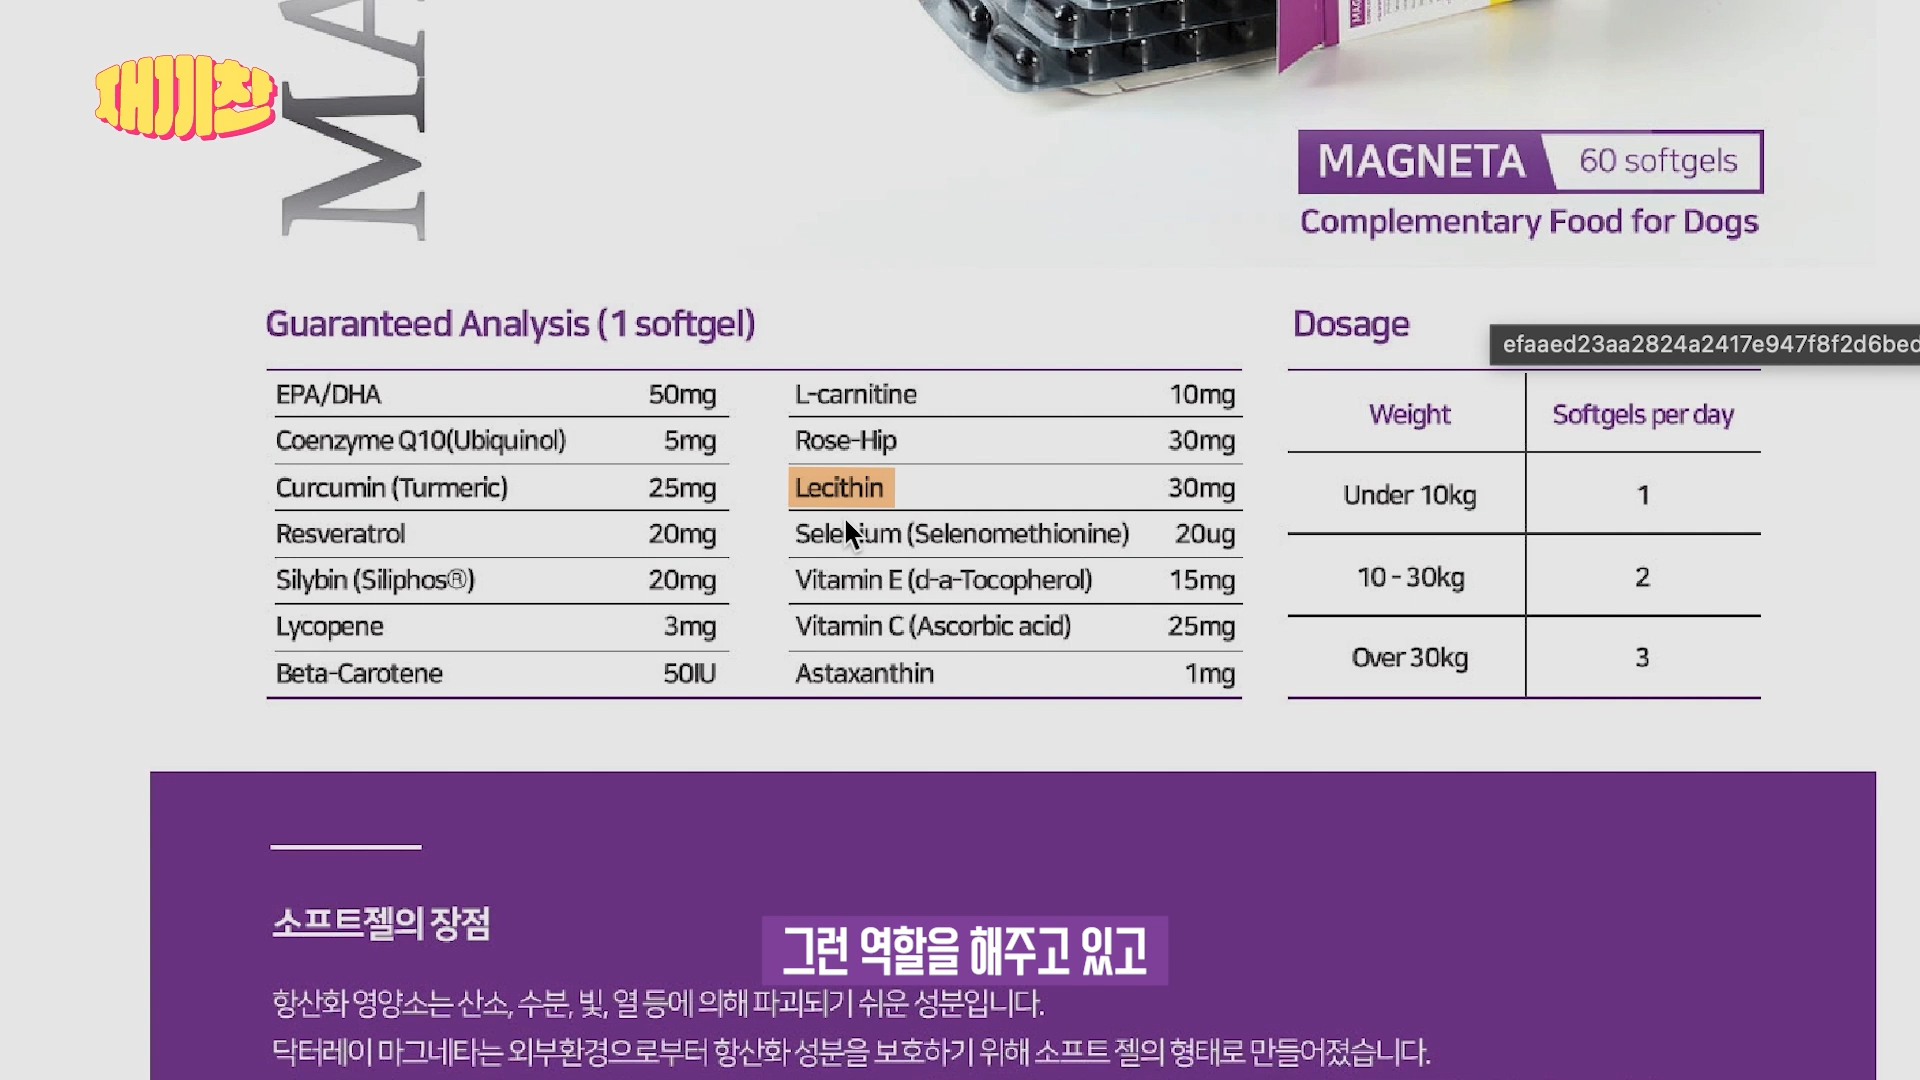 재끼찬
MA
MAGNETA 60 softgels
Complementary Food for Dogs
Guaranteed Analysis (1 softgel)
EPA/DHA 50mg
Coenzyme Q10(Ubiquinol) 5mg
Curcumin (Turmeric) 25mg
Resveratrol 20mg
Silybin (Siliphos®) 20mg
Lycopene 3mg
Beta-Carotene 50IU
L-carnitine 10mg
Rose-Hip 30mg
Lecithin 30mg
Selenium (Selenomethionine) 20ug
Vitamin E (d-a-Tocopherol) 15mg
Vitamin C (Ascorbic acid) 25mg
Astaxanthin 1mg
Dosage
efaaed23aa2824a2417e947f8f2d6bed
Weight Softgels per day
Under 10kg 1
10 - 30kg 2
Over 30kg 3
소프트젤의 장점
그런 역할을 해주고 있고
항산화 영양소는 산소, 수분, 빛, 열 등에 의해 파괴되기 쉬운 성분입니다.
닥터레이 마그네타는 외부환경으로부터 항산화 성분을 보호하기 위해 소프트 젤의 형태로 만들어졌습니다.